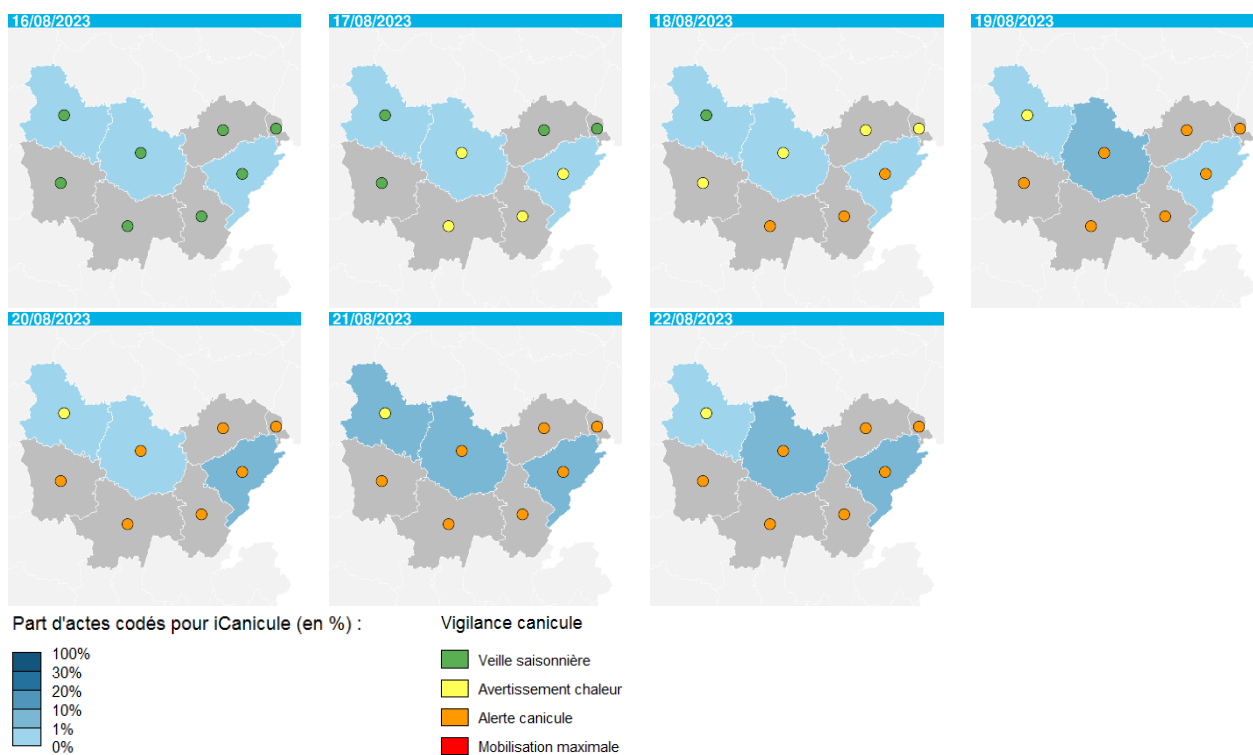 16/08/2023
17/08/2023
18/08/2023
19/08/2023
20/08/2023
21/08/2023
22/08/2023
Part d'actes codés pour iCanicule (en %) :
100%
30%
20%
10%
1%
0%
Vigilance canicule
Veille saisonnière
Avertissement chaleur
Alerte canicule
Mobilisation maximale